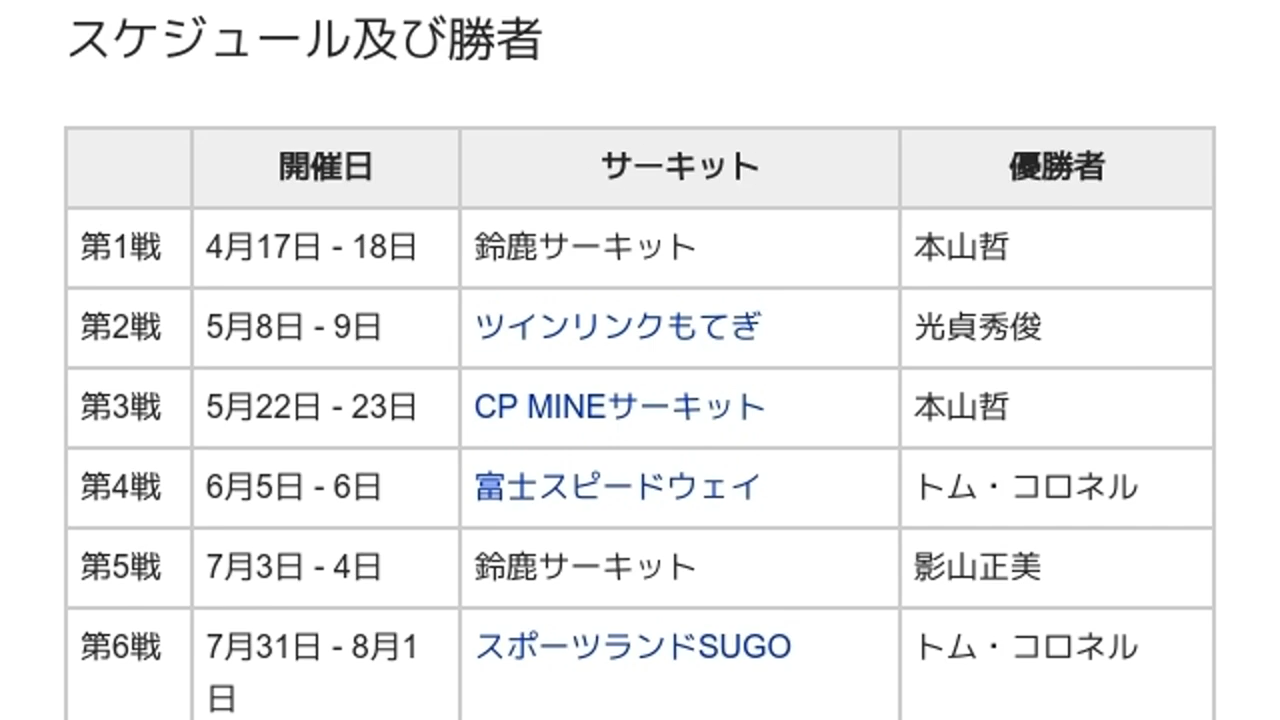 スケジュール及び勝者
開催日 サーキット 優勝者
第1戦 4月17日 - 18日 鈴鹿サーキット 本山哲
第2戦 5月8日 - 9日 ツインリンクもてぎ 光貞秀俊
第3戦 5月22日 - 23日 CP MINEサーキット 本山哲
第4戦 6月5日 - 6日 富士スピードウェイ トム・コロネル
第5戦 7月3日 - 4日 鈴鹿サーキット 影山正美
第6戦 7月31日 - 8月1 スポーツランドSUGO トム・コロネル
日